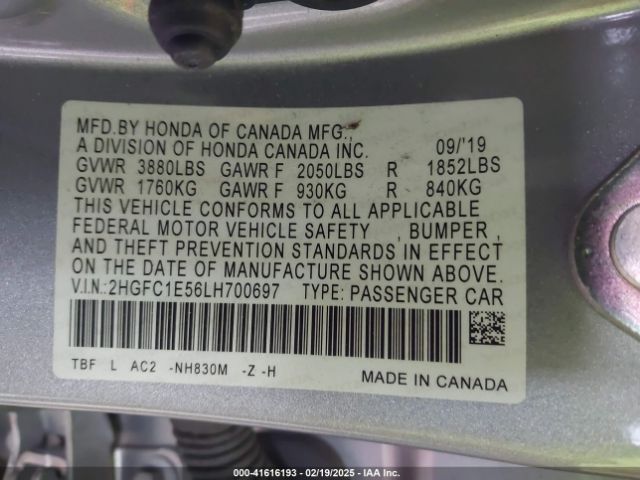 MFD.BY HONDA OF CANADA MFG.,
A DIVISION OF HONDA CANADA INC. 09/'19
GVWR 3880LBS GAWR F 2050LBS R 1852LBS
GVWR 1760KG GAWR F 930KG R 840KG
THIS VEHICLE CONFORMS TO ALL APPLICABLE
FEDERAL MOTOR VEHICLE SAFETY , BUMPER ,
AND THEFT PREVENTION STANDARDS IN EFFECT
ON THE DATE OF MANUFACTURE SHOWN ABOVE.
V.I.N.:2HGFC1E56LH700697 TYPE: PASSENGER CAR
TBF L AC2 -NH830M -Z -H
MADE IN CANADA
000-41616193 - 02/19/2025 - IAA Inc.